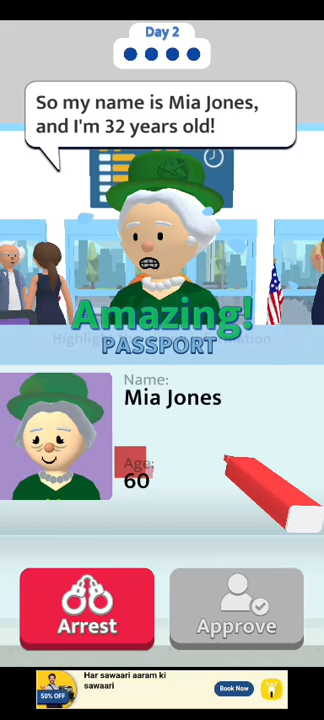 Day 2
So my name is Mia Jones,
and I'm 32 years old!
Amazing!
PASSPORT
Name:
Mia Jones
Age:
60
Arrest
Approve
Har sawaari aaram ki
sawaari
50% OFF
Book Now